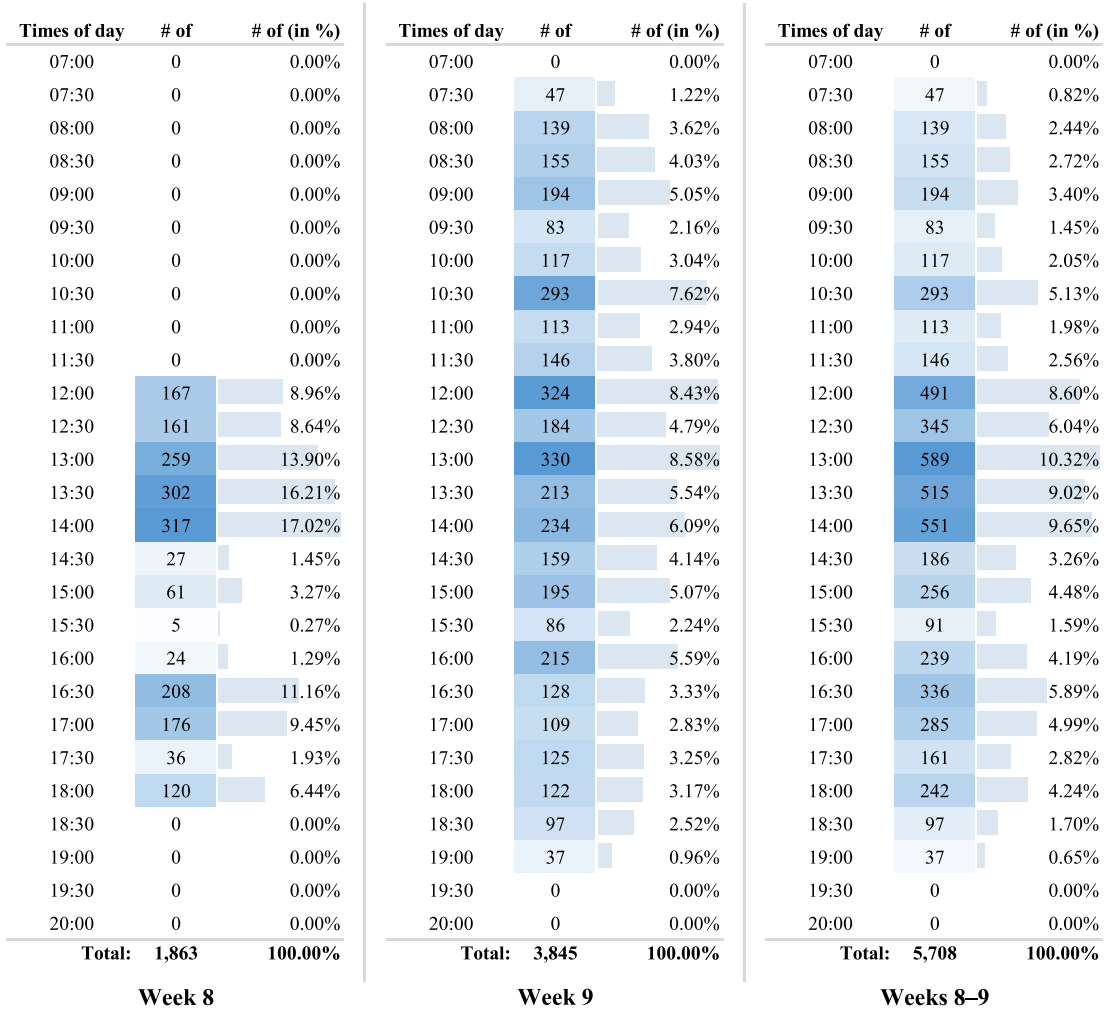 Times of day # of # of (in %) Times of day # of # of (in %) Times of day # of # of (in %)
07:00 0 0.00% 07:00 0 0.00% 07:00 0 0.00%
07:30 0 0.00% 07:30 47 1.22% 07:30 47 0.82%
08:00 0 0.00% 08:00 139 3.62% 08:00 139 2.44%
08:30 0 0.00% 08:30 155 4.03% 08:30 155 2.72%
09:00 0 0.00% 09:00 194 5.05% 09:00 194 3.40%
09:30 0 0.00% 09:30 83 2.16% 09:30 83 1.45%
10:00 0 0.00% 10:00 117 3.04% 10:00 117 2.05%
10:30 0 0.00% 10:30 293 7.62% 10:30 293 5.13%
11:00 0 0.00% 11:00 113 2.94% 11:00 113 1.98%
11:30 0 0.00% 11:30 146 3.80% 11:30 146 2.56%
12:00 167 8.96% 12:00 324 8.43% 12:00 491 8.60%
12:30 161 8.64% 12:30 184 4.79% 12:30 345 6.04%
13:00 259 13.90% 13:00 330 8.58% 13:00 589 10.32%
13:30 302 16.21% 13:30 213 5.54% 13:30 515 9.02%
14:00 317 17.02% 14:00 234 6.09% 14:00 551 9.65%
14:30 27 1.45% 14:30 159 4.14% 14:30 186 3.26%
15:00 61 3.27% 15:00 195 5.07% 15:00 256 4.48%
15:30 5 0.27% 15:30 86 2.24% 15:30 91 1.59%
16:00 24 1.29% 16:00 215 5.59% 16:00 239 4.19%
16:30 208 11.16% 16:30 128 3.33% 16:30 336 5.89%
17:00 176 9.45% 17:00 109 2.83% 17:00 285 4.99%
17:30 36 1.93% 17:30 125 3.25% 17:30 161 2.82%
18:00 120 6.44% 18:00 122 3.17% 18:00 242 4.24%
18:30 0 0.00% 18:30 97 2.52% 18:30 97 1.70%
19:00 0 0.00% 19:00 37 0.96% 19:00 37 0.65%
19:30 0 0.00% 19:30 0 0.00% 19:30 0 0.00%
20:00 0 0.00% 20:00 0 0.00% 20:00 0 0.00%
Total: 1,863 100.00% Total: 3,845 100.00% Total: 5,708 100.00%
Week 8 Week 9 Weeks 8–9